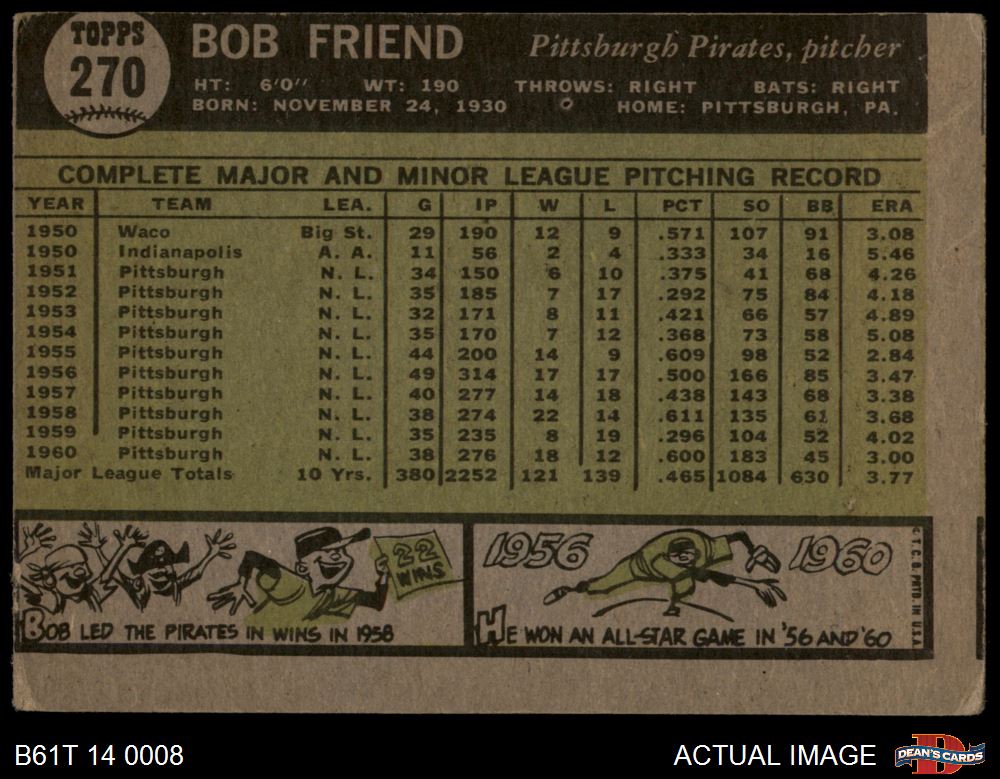 TOPPS
270
BOB FRIEND
Pittsburgh Pirates, pitcher
HT: 6'0" WT: 190 THROWS: RIGHT BATS: RIGHT
BORN: NOVEMBER 24, 1930 HOME: PITTSBURGH, PA.
COMPLETE MAJOR AND MINOR LEAGUE PITCHING RECORD
YEAR TEAM LEA. G IP W L PCT SO BB ERA
1950 Waco Big St. 29 190 12 9 .571 107 91 3.08
1950 Indianapolis A. A. 11 56 2 4 .333 34 16 5.46
1951 Pittsburgh N. L. 34 150 6 10 .375 41 68 4.26
1952 Pittsburgh N. L. 35 185 7 17 .292 75 84 4.18
1953 Pittsburgh N. L. 32 171 8 11 .421 66 57 4.89
1954 Pittsburgh N. L. 35 170 7 12 .368 73 58 5.08
1955 Pittsburgh N. L. 44 200 14 9 .609 98 52 2.84
1956 Pittsburgh N. L. 49 314 17 17 .500 166 85 3.47
1957 Pittsburgh N. L. 40 277 14 18 .438 143 68 3.38
1958 Pittsburgh N. L. 38 274 22 14 .611 135 61 3.68
1959 Pittsburgh N. L. 35 235 8 19 .296 104 52 4.02
1960 Pittsburgh N. L. 38 276 18 12 .600 183 45 3.00
Major League Totals 10 Yrs. 380 2252 121 139 .465 1084 630 3.77
22
WINS
BOB LED THE PIRATES IN WINS IN 1958
1956 1960
HE WON AN ALL-STAR GAME IN '56 AND '60
© T.C.G. PRTD IN U.S.A.
B61T 14 0008
ACTUAL IMAGE
DEAN'S CARDS